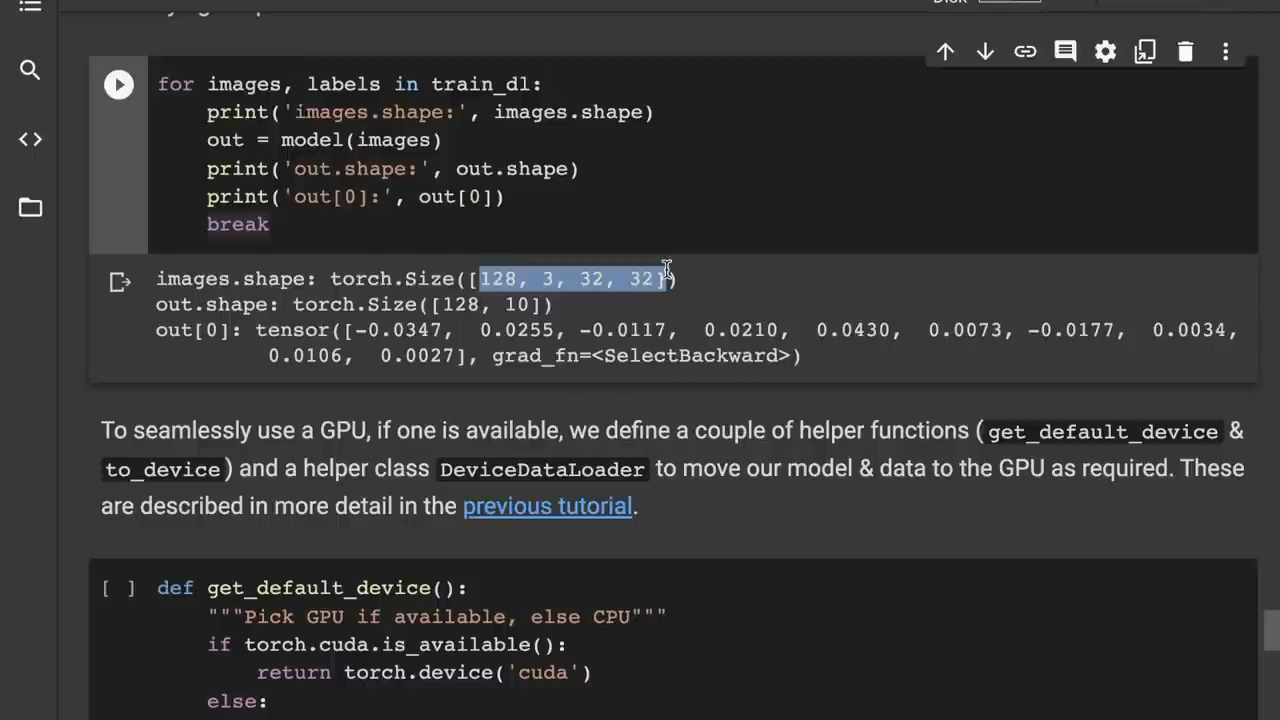 for images, labels in train_dl:
print('images.shape:', images.shape)
out = model(images)
print('out.shape:', out.shape)
print('out[0]:', out[0])
break
images.shape: torch.Size([128, 3, 32, 32])
out.shape: torch.Size([128, 10])
out[0]: tensor([-0.0347, 0.0255, -0.0117, 0.0210, 0.0430, 0.0073, -0.0177, 0.0034,
0.0106, 0.0027], grad_fn=<SelectBackward>)
To seamlessly use a GPU, if one is available, we define a couple of helper functions ( get_default_device &
to_device ) and a helper class DeviceDataLoader to move our model & data to the GPU as required. These
are described in more detail in the previous tutorial.
[ ] def get_default_device():
"""Pick GPU if available, else CPU"""
if torch.cuda.is_available():
return torch.device('cuda')
else: